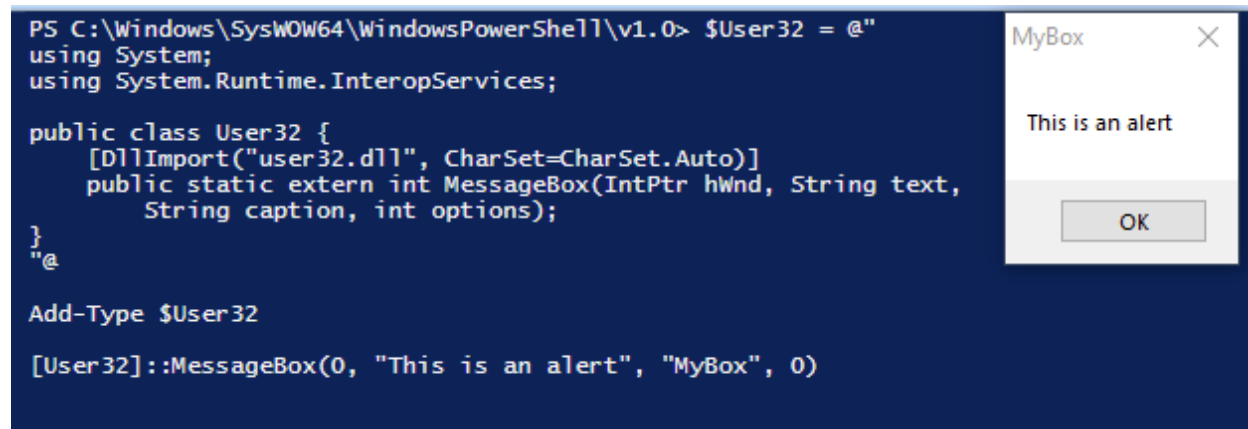 PS C:\Windows\SysWOW64\WindowsPowerShell\v1.0> $User32 = @"
using System;
using System.Runtime.InteropServices;
public class User32 {
    [DllImport("user32.dll", CharSet=CharSet.Auto)]
    public static extern int MessageBox(IntPtr hWnd, String text,
        String caption, int options);
}
"@
Add-Type $User32
[User32]::MessageBox(0, "This is an alert", "MyBox", 0)
MyBox
This is an alert
OK